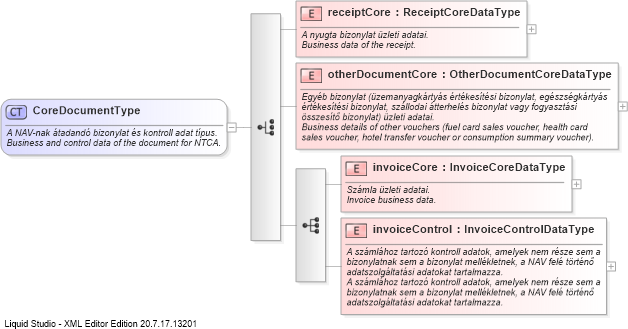 E receiptCore : ReceiptCoreDataType
A nyugta bizonylat üzleti adatai.
Business data of the receipt.
E otherDocumentCore : OtherDocumentCoreDataType
Egyéb bizonylat (üzemanyagkártyás értékesítési bizonylat, egészségkártyás
értékesítési bizonylat, szállodai átterhelés bizonylat vagy fogyasztási
összesítő bizonylat) üzleti adatai.
Business details of other vouchers (fuel card sales voucher, health card
sales voucher, hotel transfer voucher or consumption summary voucher).
CT CoreDocumentType
A NAV-nak átadandó bizonylat és kontroll adat típus.
Business and control data of the document for NTCA.
E invoiceCore : InvoiceCoreDataType
Számla üzleti adatai.
Invoice business data.
E invoiceControl : InvoiceControlDataType
A számlához tartozó kontroll adatok, amelyek nem része sem a
bizonylatnak sem a bizonylat mellékletnek, a NAV felé történő
adatszolgáltatási adatokat tartalmazza.
A számlához tartozó kontroll adatok, amelyek nem része sem a
bizonylatnak sem a bizonylat mellékletnek, a NAV felé történő
adatszolgáltatási adatokat tartalmazza.
Liquid Studio - XML Editor Edition 20.7.17.13201